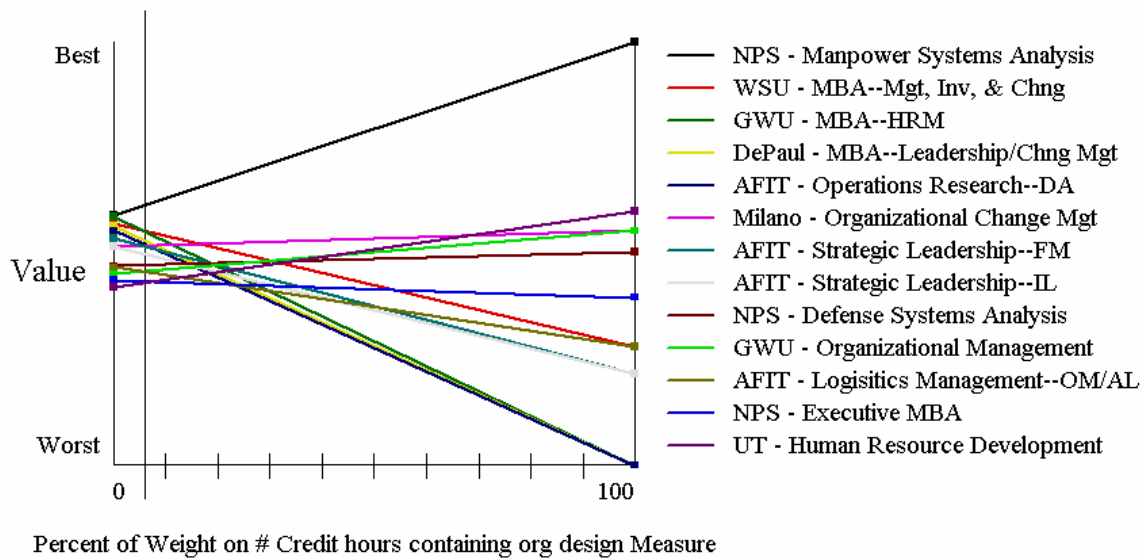 Best
Value
Worst
0
100
Percent of Weight on # Credit hours containing org design Measure
NPS - Manpower Systems Analysis
WSU - MBA--Mgt, Inv, & Chng
GWU - MBA--HRM
DePaul - MBA--Leadership/Chng Mgt
AFIT - Operations Research--DA
Milano - Organizational Change Mgt
AFIT - Strategic Leadership--FM
AFIT - Strategic Leadership--IL
NPS - Defense Systems Analysis
GWU - Organizational Management
AFIT - Logisitics Management--OM/AL
NPS - Executive MBA
UT - Human Resource Development